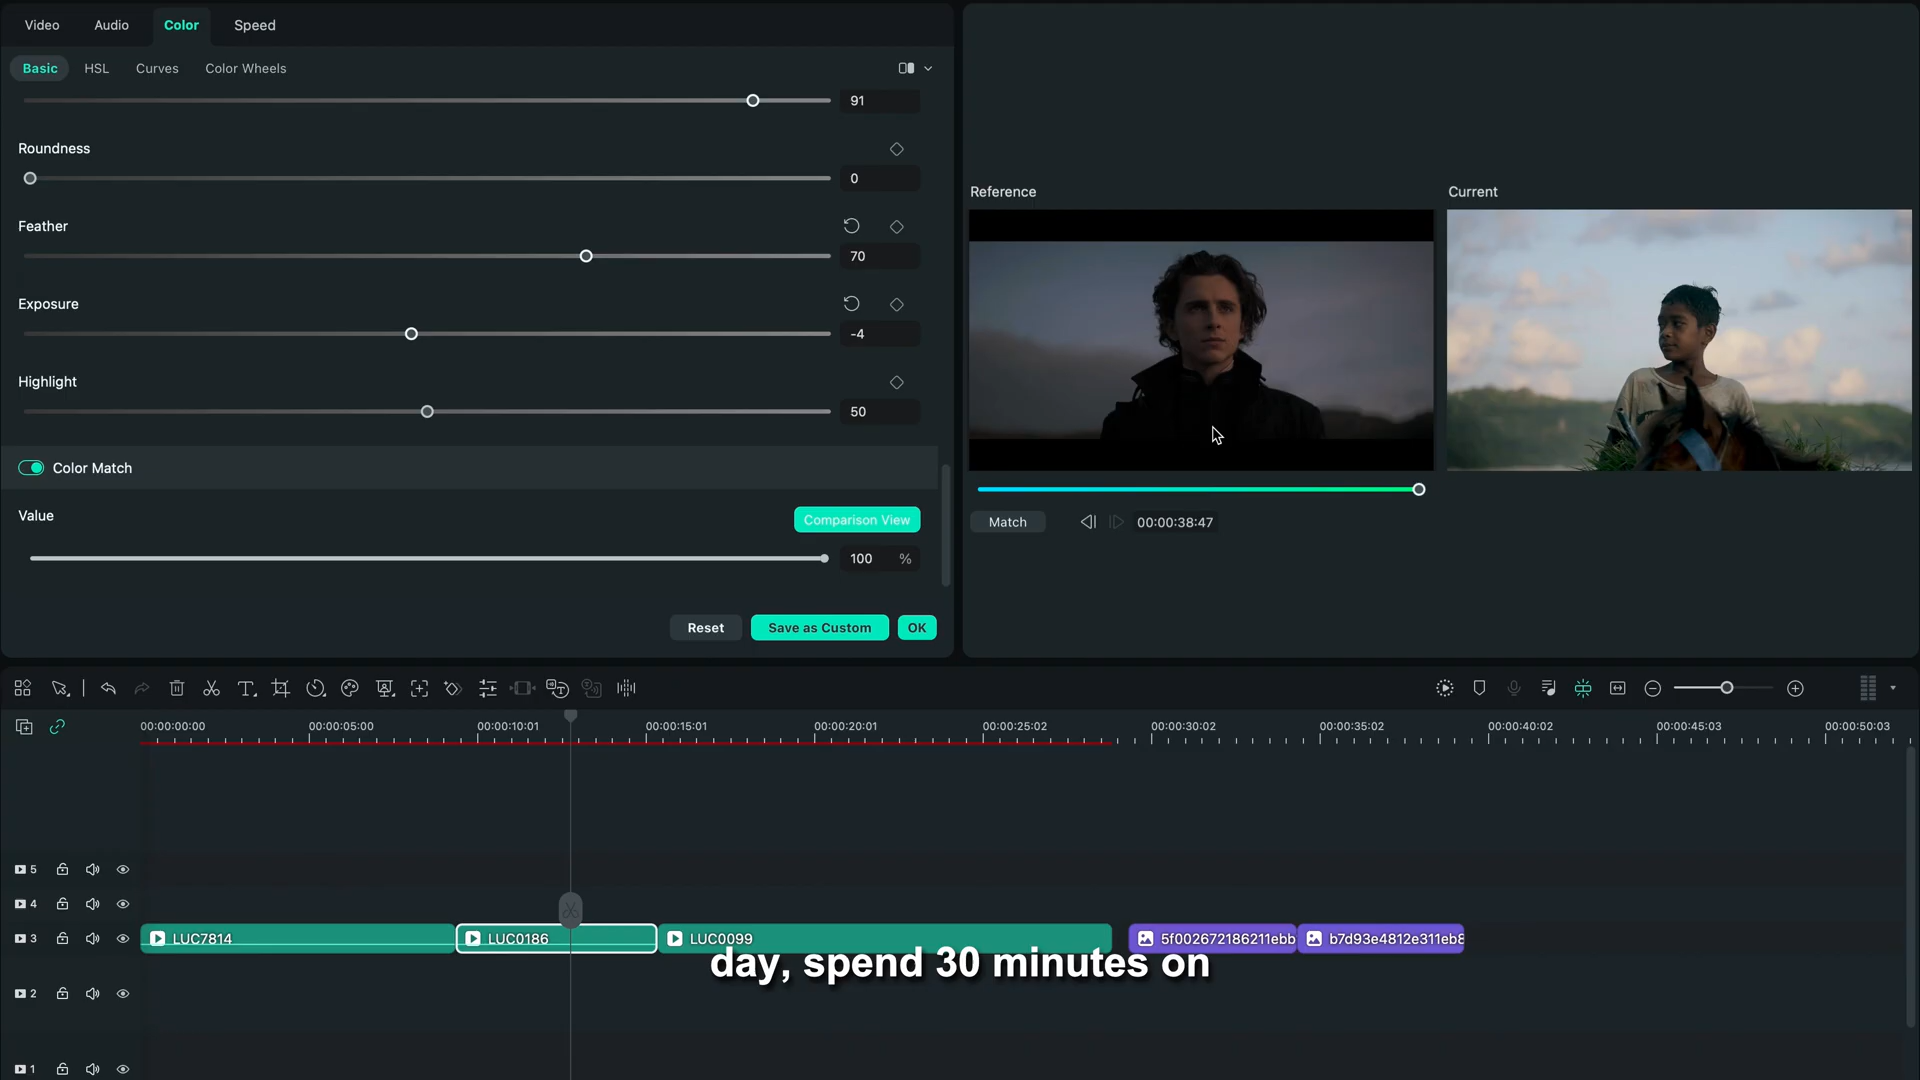 Video Audio Color Speed
Basic HSL Curves Color Wheels
91
Roundness
0
Feather
70
Exposure
-4
Highlight
50
Color Match
Value Comparison View
100 %
Reset Save as Custom OK
Reference Current
Match 00:00:38:47
00:00:00:00 00:00:05:00 00:00:10:01 00:00:15:01 00:00:20:01 00:00:25:02 00:00:30:02 00:00:35:02 00:00:40:02 00:00:45:03 00:00:50:03
5
4
3 LUC7814 LUC0186 LUC0099 5f002672186211ebb b7d93e4812e311eb8
day, spend 30 minutes on
2
1